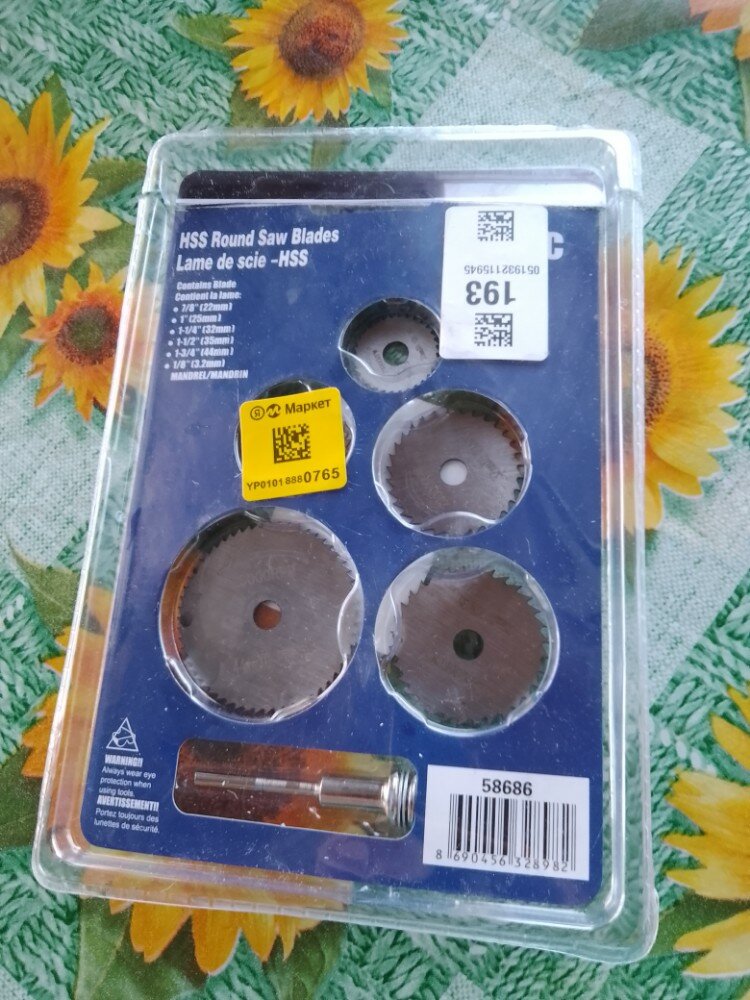 HSS Round Saw Blades
Lame de scie -HSS
Contains Blade
Contient la lame:
• 7/8" (22mm)
• 1" (25mm)
• 1-1/4" (32mm)
• 1-1/2" (35mm)
• 1-3/4" (44mm)
• 1/8" (3.2mm)
MANDREL/MANDRIN
C
193
051932115945
Я М Маркет
YP0101 888 0765
WARNING!!
Always wear eye
protection when
using tools.
AVERTISSEMENT!!
Portez toujours des
lunettes de sécurité.
58686
8 690456 328982